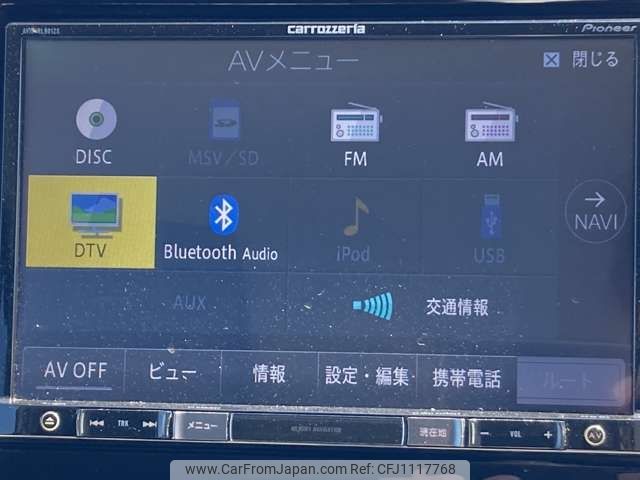 carrozzeria
Pioneer
AVメニュー
閉じる
DISC
MSV/SD
FM
AM
DTV
Bluetooth Audio
iPod
USB
→
NAVI
AUX
交通情報
AV OFF
ビュー
情報
設定・編集
携帯電話
ルート
TRK
メニュー
MEMORY NAVIGATION
現在地
− VOL +
AV
www.CarFromJapan.com @CFJ1117768